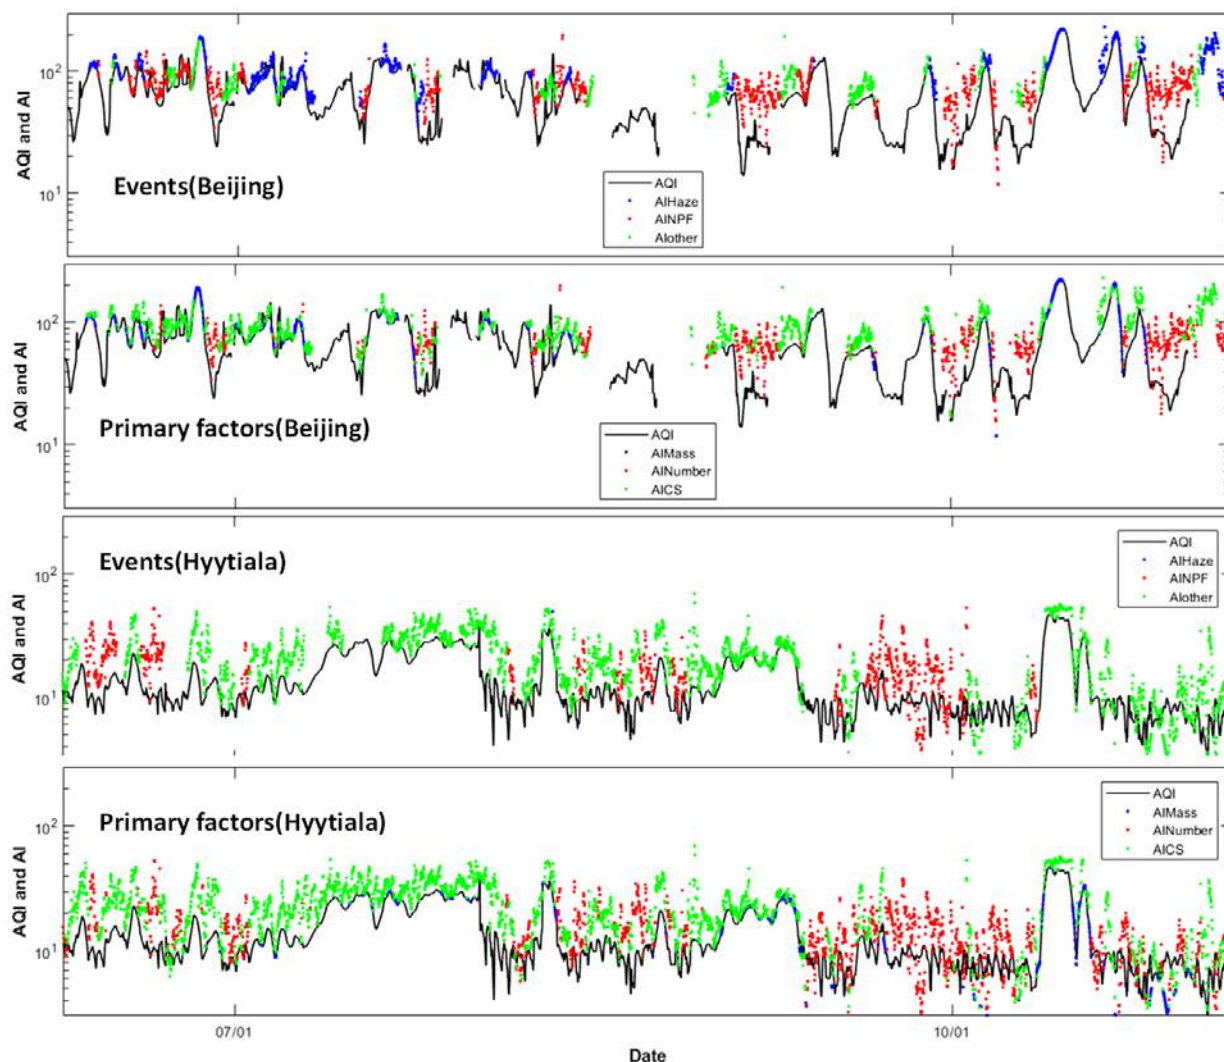 AQI and AI
10²
10¹
Events(Beijing)
AQI
AIHaze
AINPF
AIother
AQI and AI
10²
10¹
Primary factors(Beijing)
AQI
AIMass
AINumber
AICS
AQI and AI
10²
10¹
Events(Hyytiala)
AQI
AIHaze
AINPF
AIother
AQI and AI
10²
10¹
Primary factors(Hyytiala)
AQI
AIMass
AINumber
AICS
07/01
10/01
Date